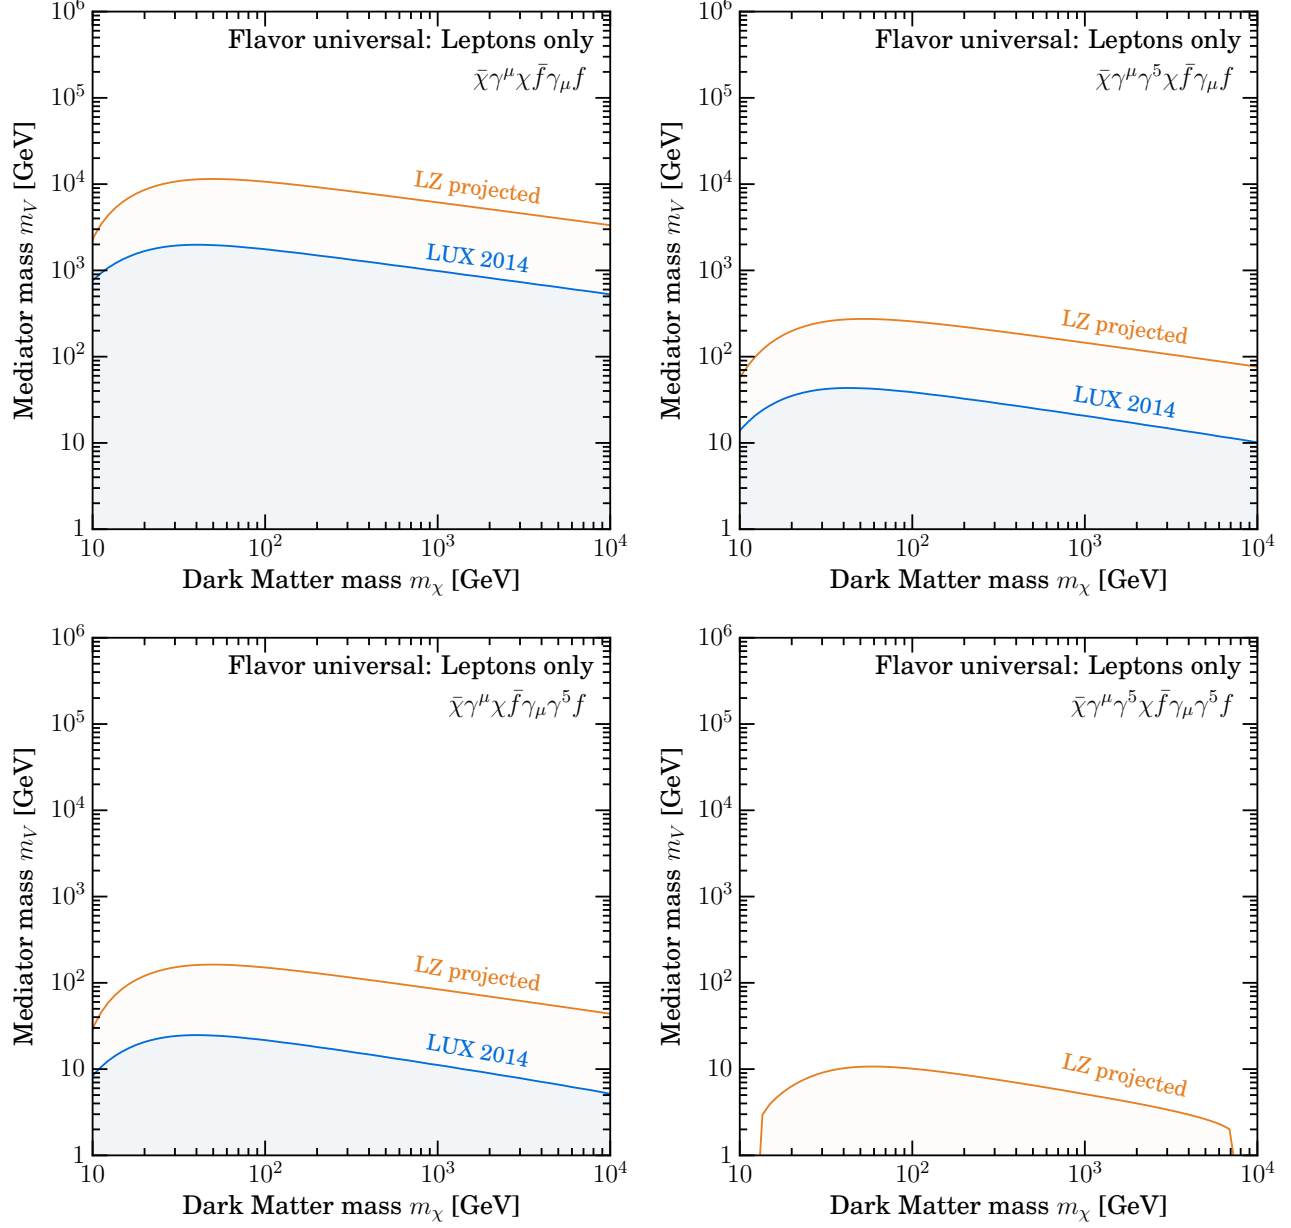 Flavor universal: Leptons only
χ̄γ^μχf̄γ_μf
LZ projected
LUX 2014
Mediator mass m_V [GeV]
10^6
10^5
10^4
10^3
10^2
10
1
10
10^2
10^3
10^4
Dark Matter mass m_χ [GeV]
Flavor universal: Leptons only
χ̄γ^μγ^5χf̄γ_μf
LZ projected
LUX 2014
Mediator mass m_V [GeV]
10^6
10^5
10^4
10^3
10^2
10
1
10
10^2
10^3
10^4
Dark Matter mass m_χ [GeV]
Flavor universal: Leptons only
χ̄γ^μχf̄γ_μγ^5f
LZ projected
LUX 2014
Mediator mass m_V [GeV]
10^6
10^5
10^4
10^3
10^2
10
1
10
10^2
10^3
10^4
Dark Matter mass m_χ [GeV]
Flavor universal: Leptons only
χ̄γ^μγ^5χf̄γ_μγ^5f
LZ projected
Mediator mass m_V [GeV]
10^6
10^5
10^4
10^3
10^2
10
1
10
10^2
10^3
10^4
Dark Matter mass m_χ [GeV]